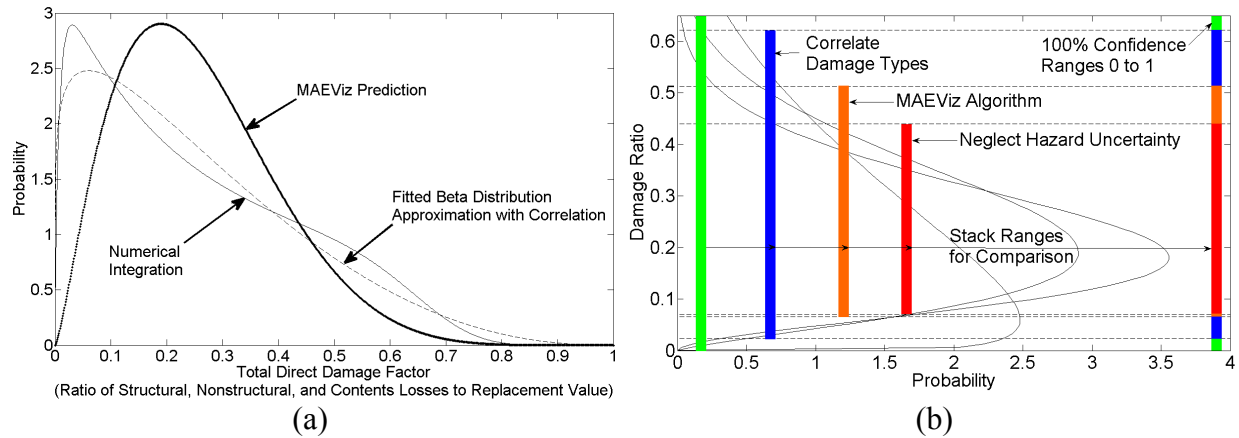 3
2.5
2
1.5
1
0.5
0
Probability
MAEViz Prediction
Fitted Beta Distribution
Approximation with Correlation
Numerical
Integration
0 0.1 0.2 0.3 0.4 0.5 0.6 0.7 0.8 0.9 1
Total Direct Damage Factor
(Ratio of Structural, Nonstructural, and Contents Losses to Replacement Value)
(a)
0.6
0.5
0.4
0.3
0.2
0.1
0
Damage Ratio
Correlate
Damage Types
100% Confidence
Ranges 0 to 1
MAEViz Algorithm
Neglect Hazard Uncertainty
Stack Ranges
for Comparison
0 0.5 1 1.5 2 2.5 3 3.5 4
Probability
(b)